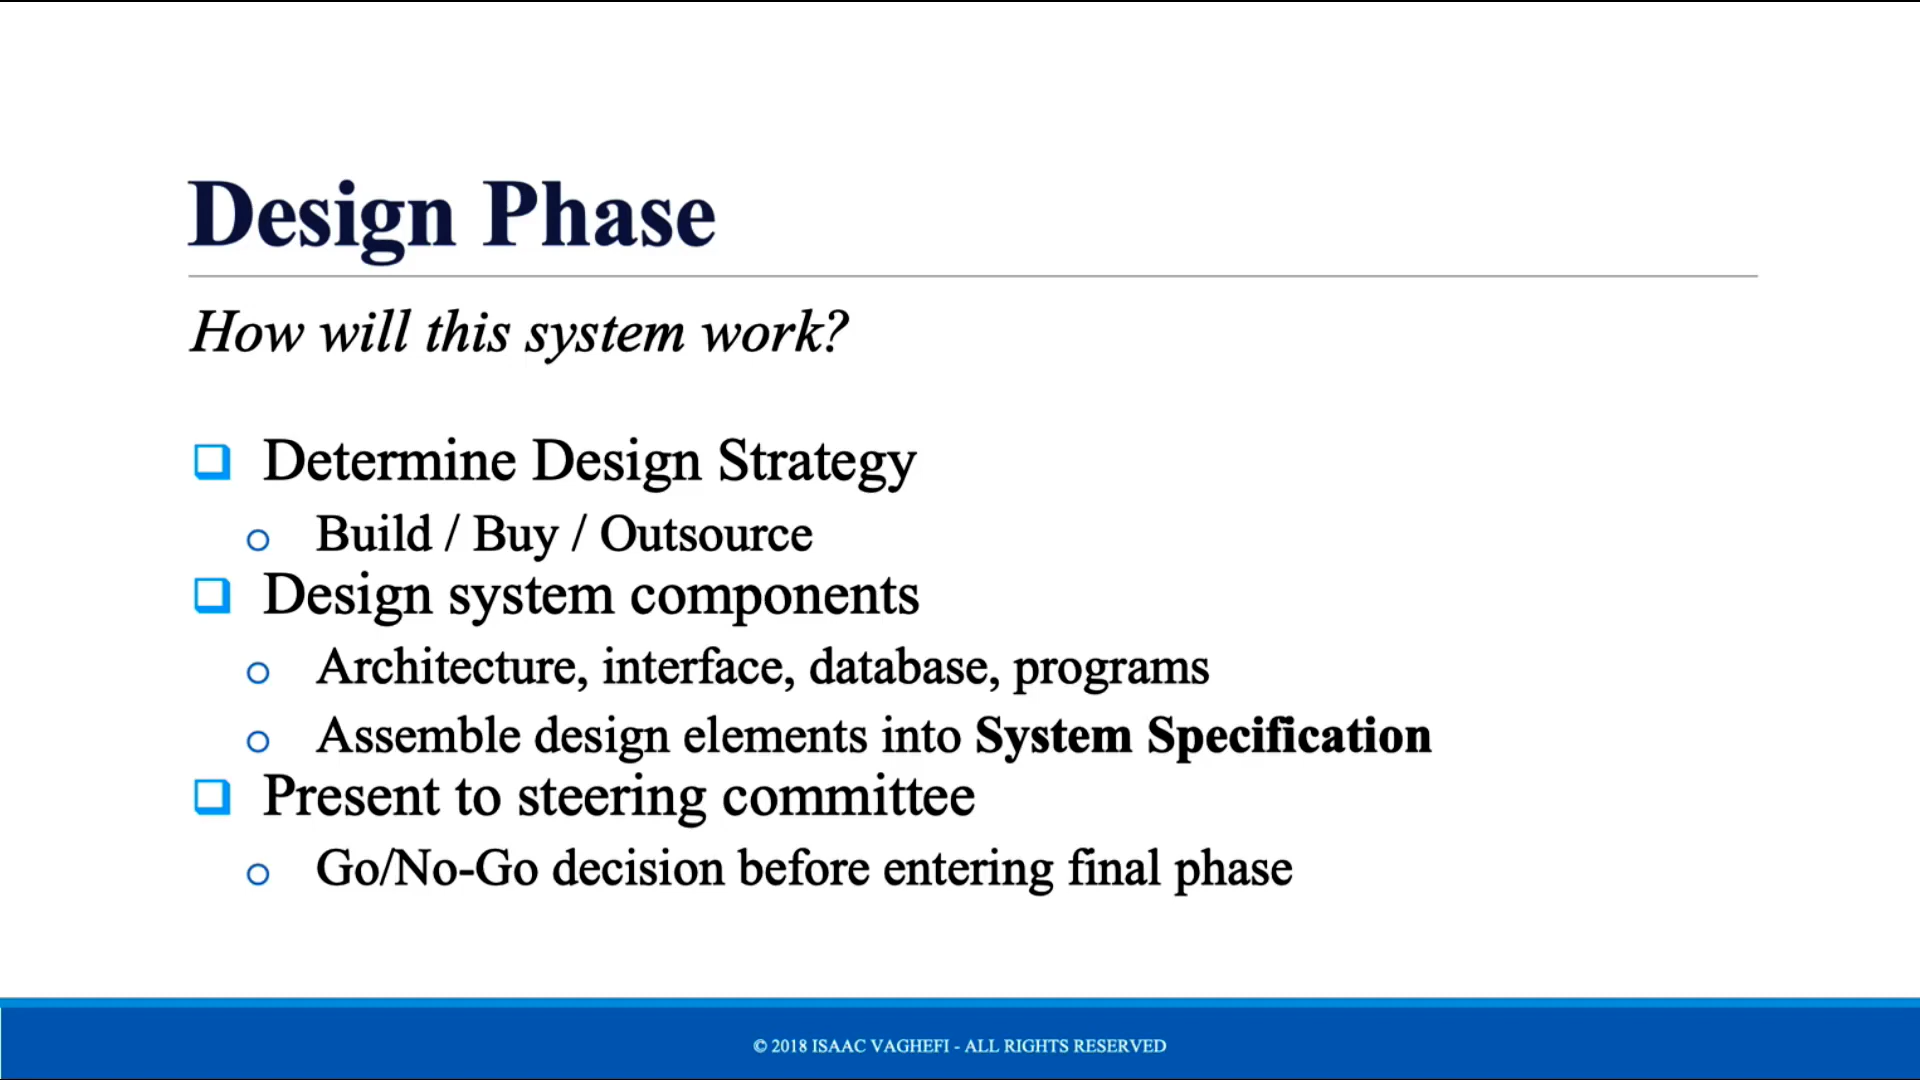 Design Phase
How will this system work?
Determine Design Strategy
Build / Buy / Outsource
Design system components
Architecture, interface, database, programs
Assemble design elements into System Specification
Present to steering committee
Go/No-Go decision before entering final phase
© 2018 ISAAC VAGHEFI - ALL RIGHTS RESERVED